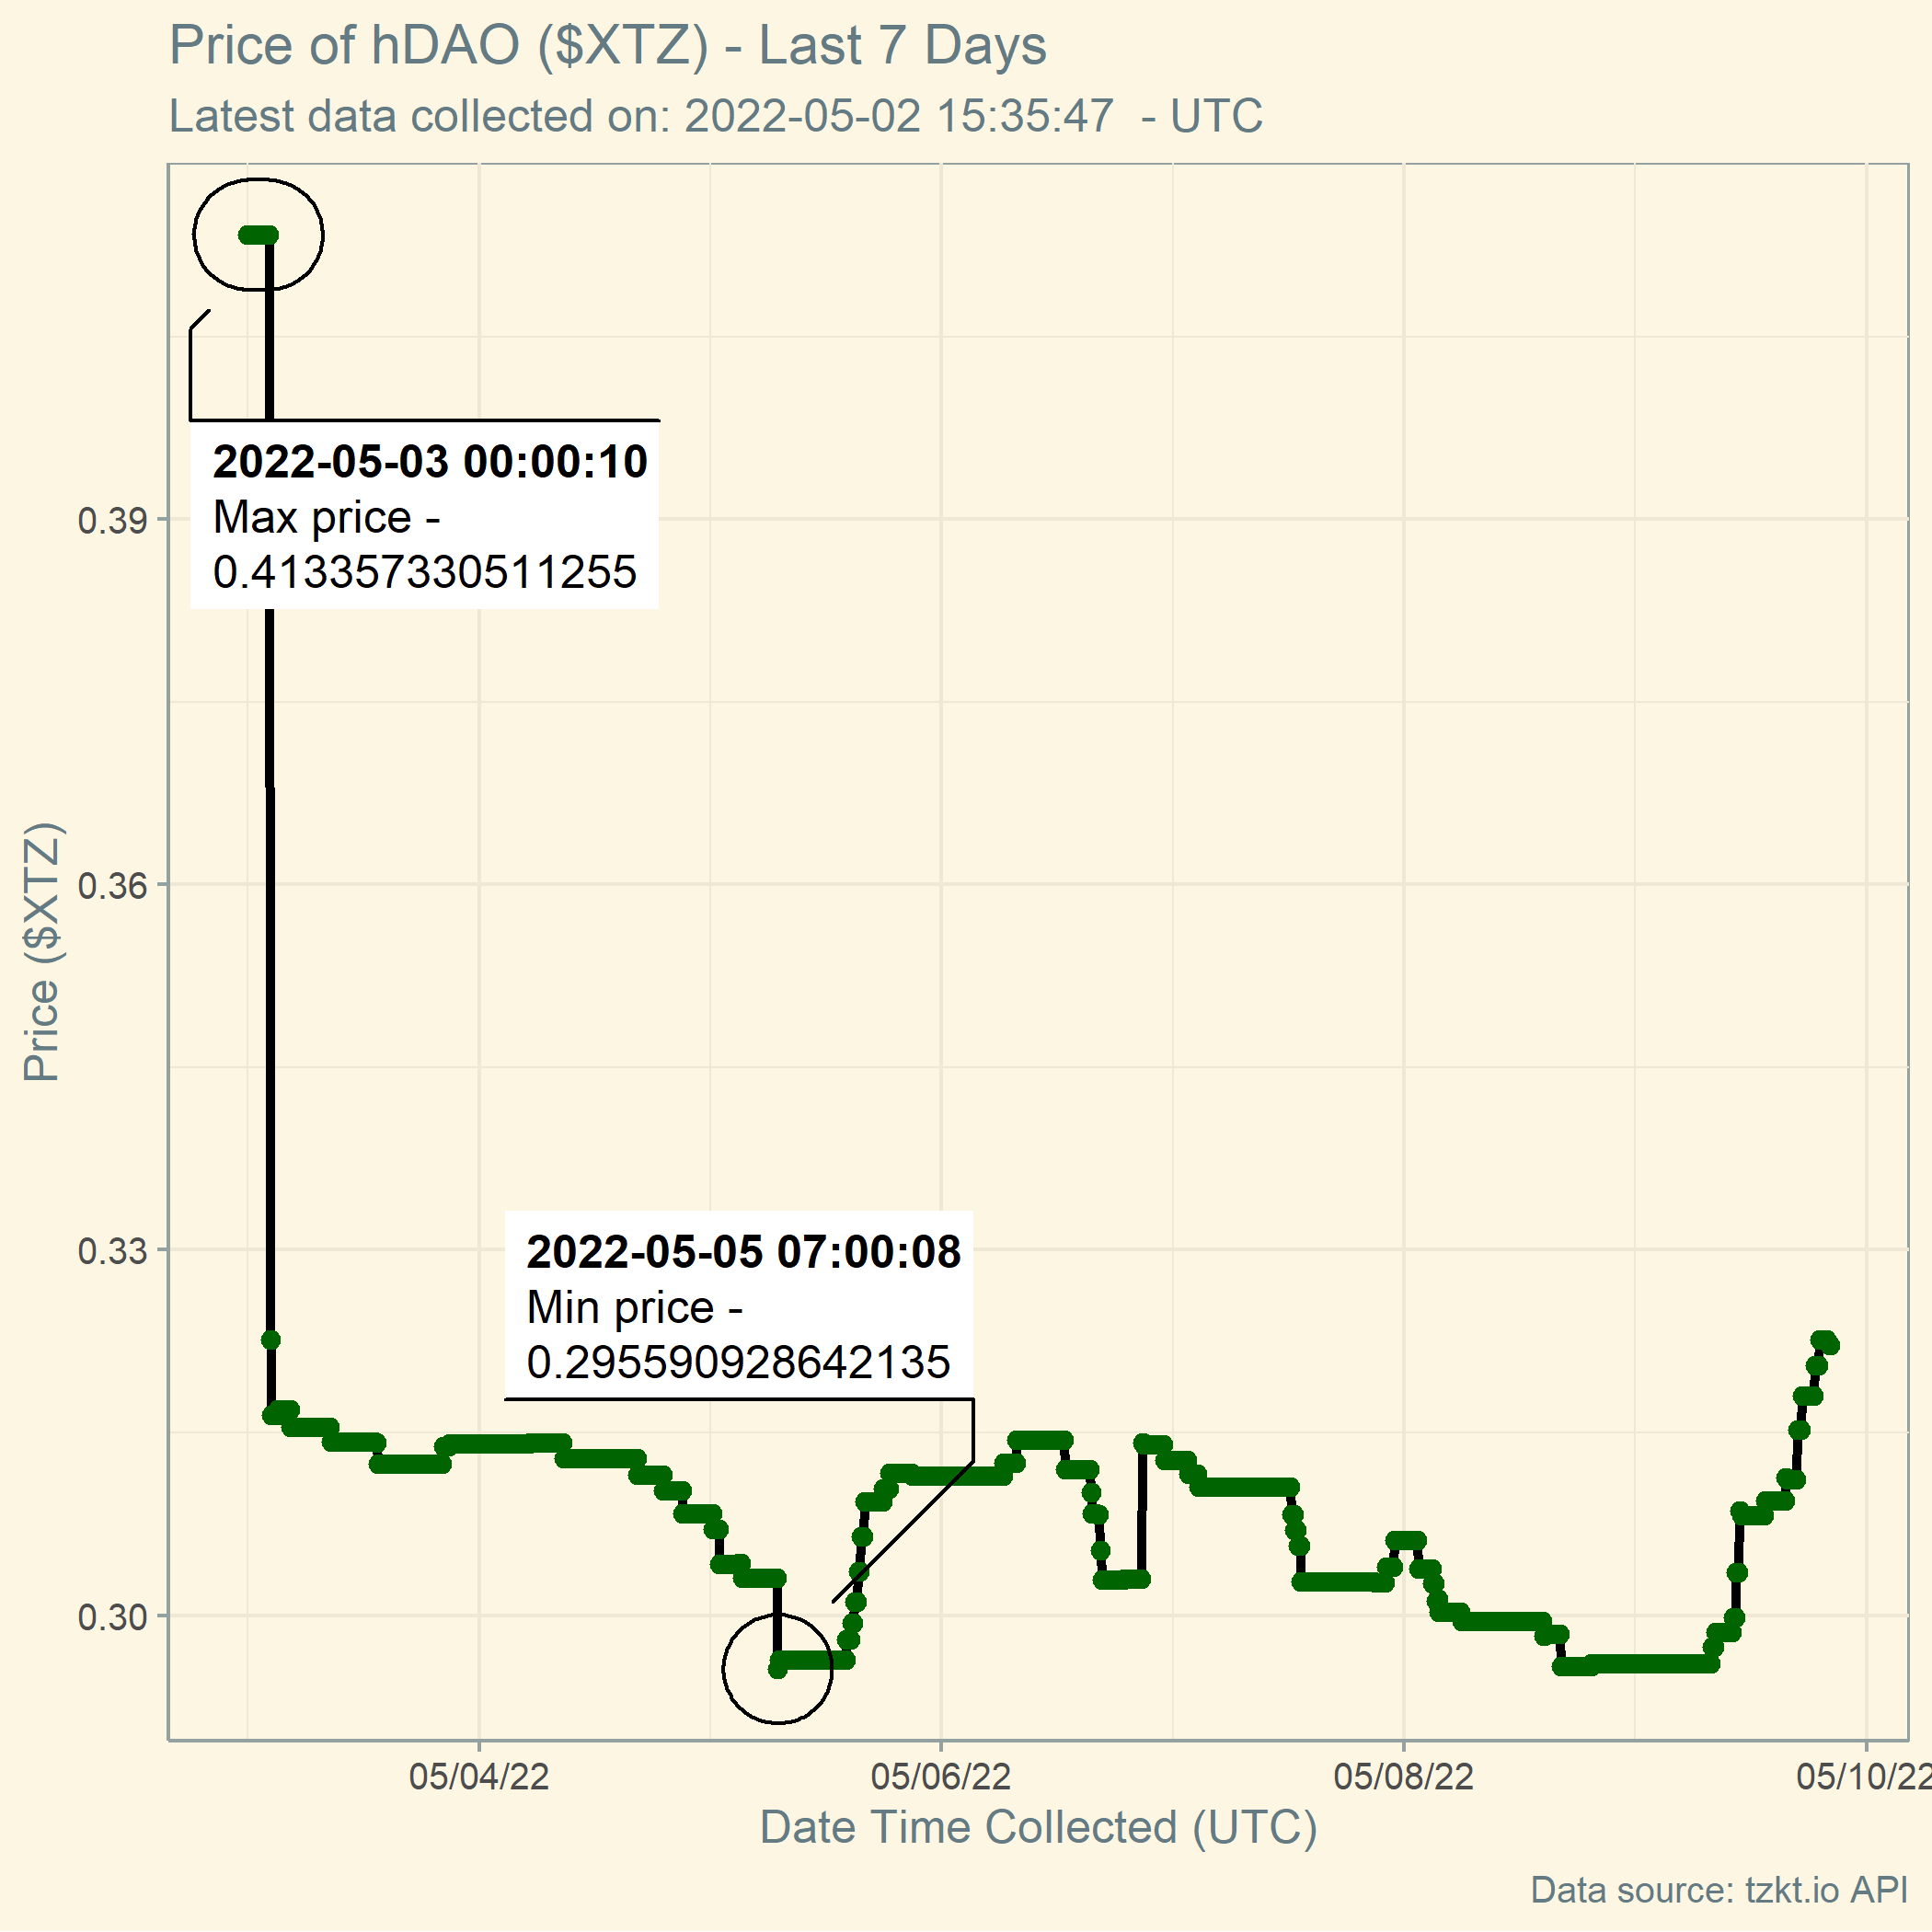 Price of hDAO ($XTZ) - Last 7 Days
Latest data collected on: 2022-05-02 15:35:47  - UTC
2022-05-03 00:00:10
Max price -
0.413357330511255
0.39
0.36
0.33
0.30
Price ($XTZ)
2022-05-05 07:00:08
Min price -
0.295590928642135
05/04/22
05/06/22
05/08/22
05/10/22
Date Time Collected (UTC)
Data source: tzkt.io API